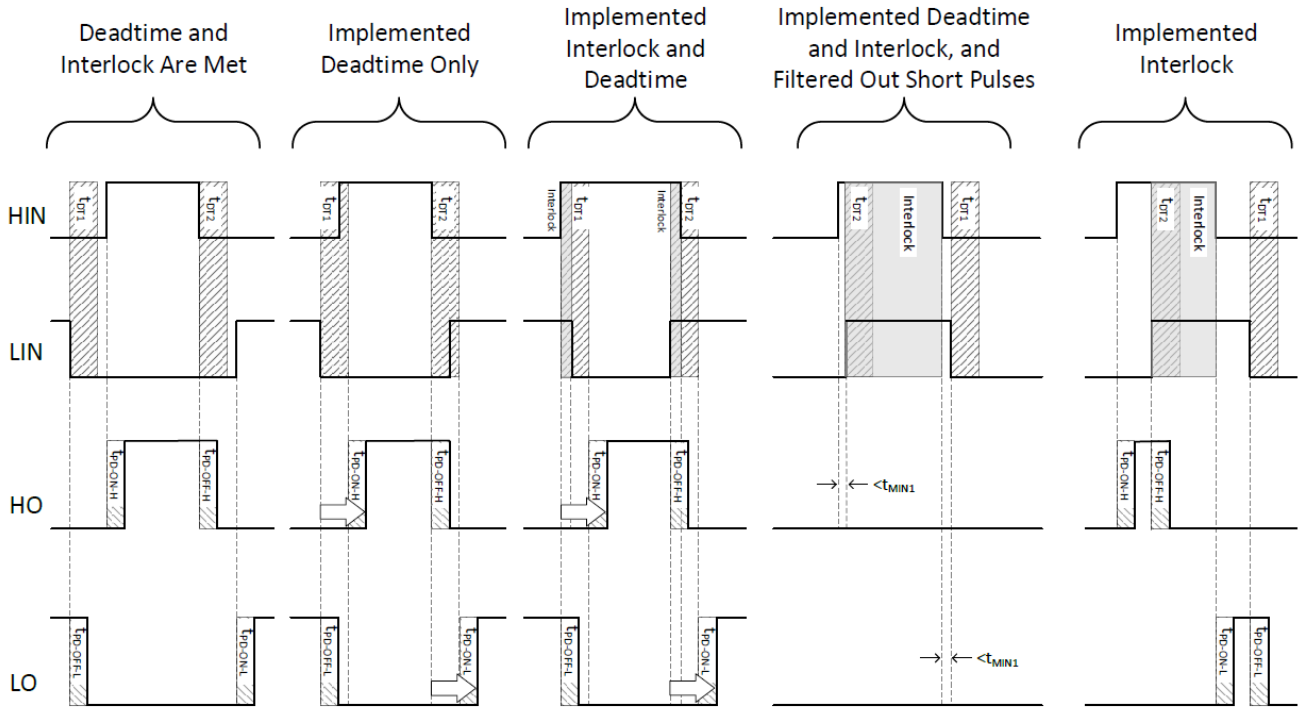 Deadtime and
Interlock Are Met
Implemented
Deadtime Only
Implemented
Interlock and
Deadtime
Implemented Deadtime
and Interlock, and
Filtered Out Short Pulses
Implemented
Interlock
HIN
tDT1
tDT2
tDT1
tDT2
Interlock
tDT1
Interlock
tDT2
tDT2
Interlock
tDT1
tDT2
Interlock
tDT1
LIN
HO
tPD-ON-H
tPD-OFF-H
tPD-ON-H
tPD-OFF-H
tPD-ON-H
tPD-OFF-H
<tMIN1
tPD-ON-H
tPD-OFF-H
LO
tPD-OFF-L
tPD-ON-L
tPD-OFF-L
tPD-ON-L
tPD-OFF-L
tPD-ON-L
<tMIN1
tPD-ON-L
tPD-OFF-L